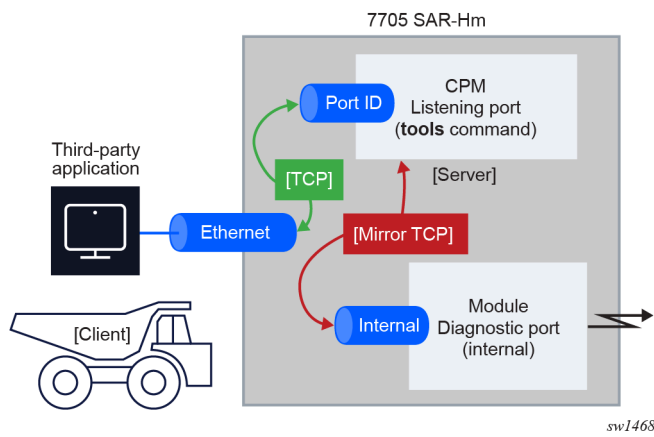 7705 SAR-Hm
Port ID
CPM
Listening port
(tools command)
Third-party
application
[TCP]
[Server]
Ethernet
[Mirror TCP]
[Client]
Internal
Module
Diagnostic port
(internal)
sw1468